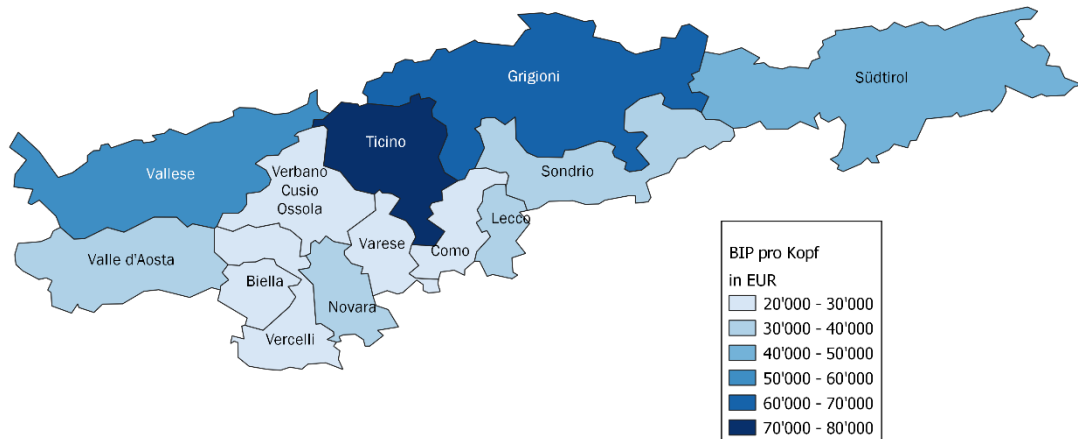 Grigioni
Südtirol
Ticino
Vallese
Verbano
Cusio
Ossola
Sondrio
Lecco
Varese
Como
Valle d'Aosta
Biella
Novara
Vercelli
BIP pro Kopf
in EUR
20'000 - 30'000
30'000 - 40'000
40'000 - 50'000
50'000 - 60'000
60'000 - 70'000
70'000 - 80'000